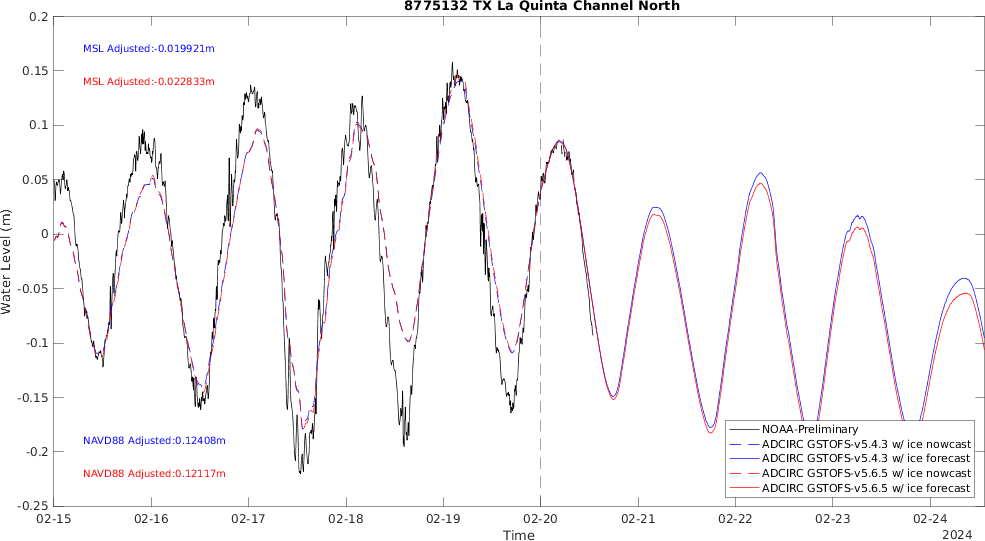 8775132 TX La Quinta Channel North
0.2
MSL Adjusted:-0.019921m
0.15
MSL Adjusted:-0.022833m
0.1
0.05
0
-0.05
-0.1
-0.15
-0.2
-0.25
Water Level (m)
NAVD88 Adjusted:0.12408m
NAVD88 Adjusted:0.12117m
NOAA-Preliminary
ADCIRC GSTOFS-v5.4.3 w/ ice nowcast
ADCIRC GSTOFS-v5.4.3 w/ ice forecast
ADCIRC GSTOFS-v5.6.5 w/ ice nowcast
ADCIRC GSTOFS-v5.6.5 w/ ice forecast
02-15 02-16 02-17 02-18 02-19 02-20 02-21 02-22 02-23 02-24
Time
2024